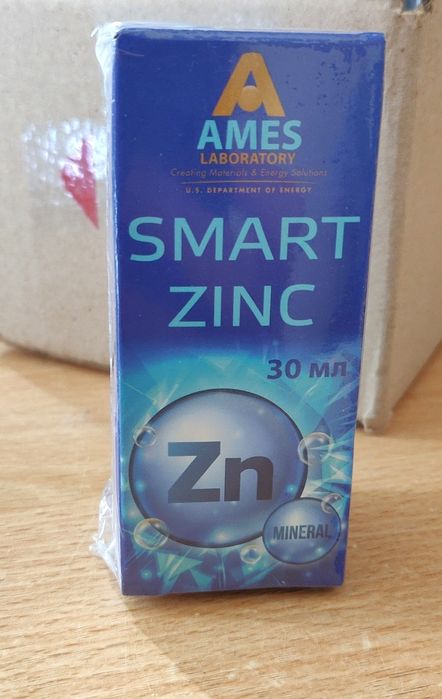 AMES
LABORATORY
Creating Materials & Energy Solutions
U.S. DEPARTMENT OF ENERGY
SMART
ZINC
30 мл
Zn
MINERAL